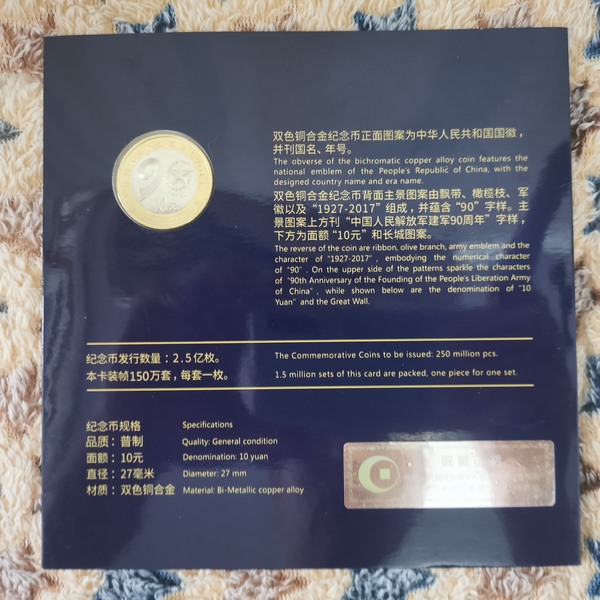 双色铜合金纪念币正面图案为中华人民共和国国徽，
并刊国名、年号。
The obverse of the bichromatic copper alloy coin features the
national emblem of the People's Republic of China, with the
designed country name and era name.
双色铜合金纪念币背面主景图案由飘带、橄榄枝、军
徽以及“1927-2017”组成，并蕴含“90”字样。主
景图案上方刊“中国人民解放军建军90周年”字样，
下方为面额“10元”和长城图案。
The reverse of the coin are ribbon, olive branch, army emblem and the
character of "1927-2017", embodying the numerical character
of "90". On the upper side of the patterns sparkle the characters
of "90th Anniversary of the Founding of the People's Liberation Army
of China", while shown below are the denomination of "10
Yuan" and the Great Wall.
纪念币发行数量：2.5亿枚。
The Commemorative Coins to be issued: 250 million pcs.
本卡装帧150万套，每套一枚。
1.5 million sets of this card are packed, one piece for one set.
纪念币规格 Specifications
品质：普制 Quality: General condition
面额：10元 Denomination: 10 yuan
直径：27毫米 Diameter: 27 mm
材质：双色铜合金 Material: Bi-Metallic copper alloy